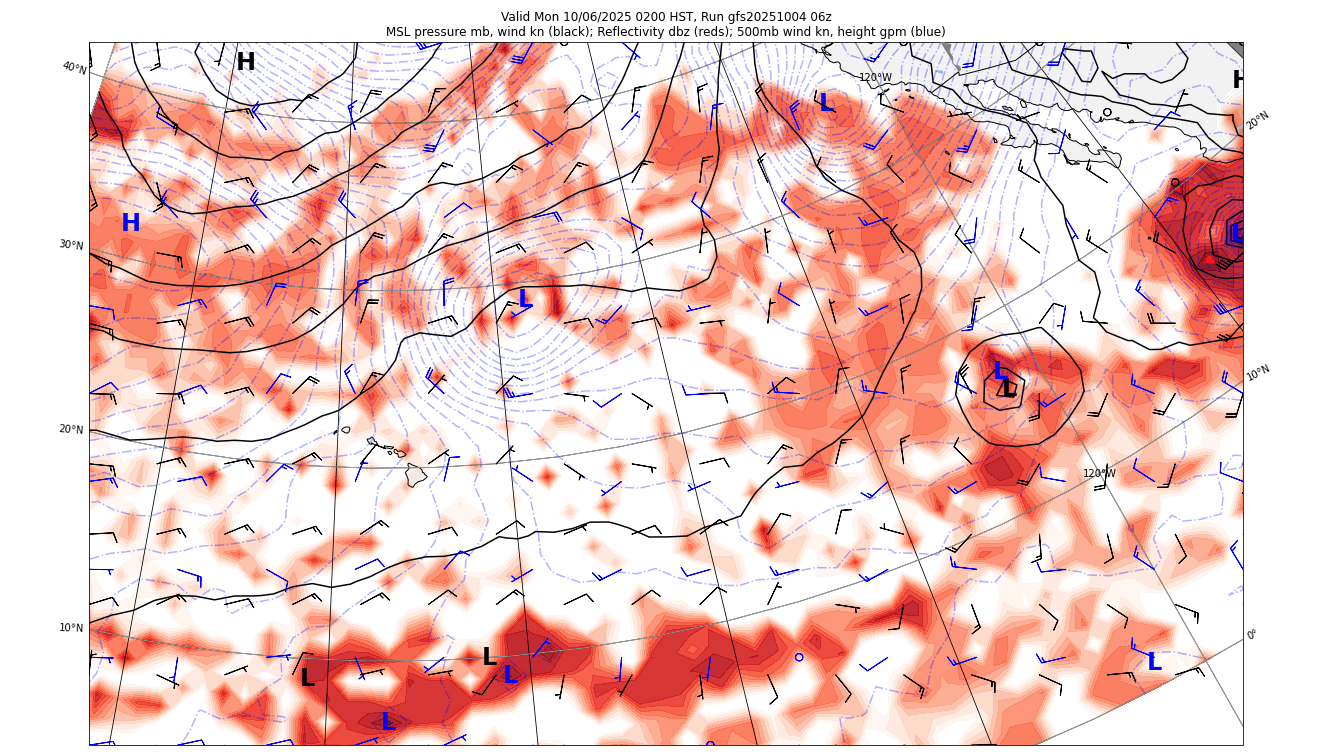 Valid Mon 10/06/2025 0200 HST, Run gfs20251004 06z
MSL pressure mb, wind kn (black); Reflectivity dbz (reds); 500mb wind kn, height gpm (blue)
H
40°N
120°W
H
L
20°N
H
L
30°N
L
L
10°N
L
20°N
120°W
10°N
0°
L
L
L
L
L